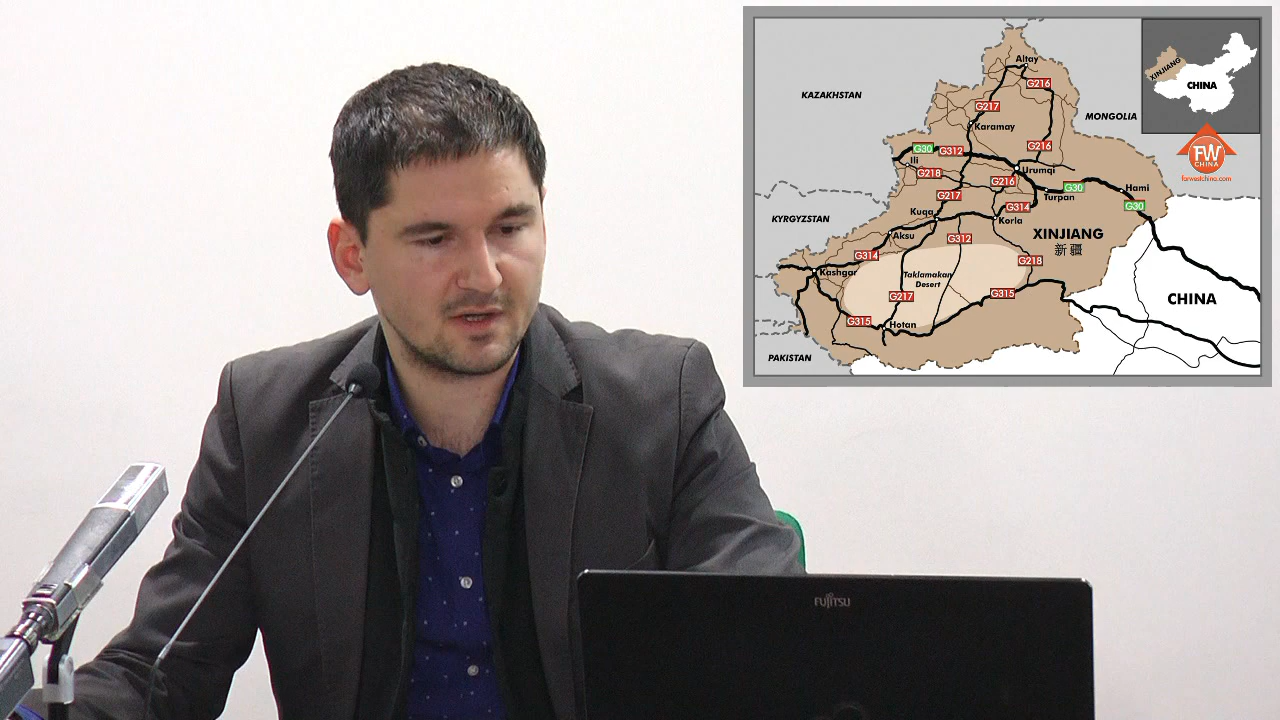 Altay
XINJIANG
CHINA
KAZAKHSTAN
G216
G217
MONGOLIA
Karamay
FW
CHINA
farwestchina.com
G30
G312
G216
Ili
G218
Urumqi
G216
G30
Hami
G217
Turpan
G314
G30
Kuqa
KYRGYZSTAN
Korla
Aksu
G312
XINJIANG
新疆
G314
G218
Kashgar
Taklamakan
Desert
G217
G315
CHINA
G315
Hotan
PAKISTAN
FUJITSU